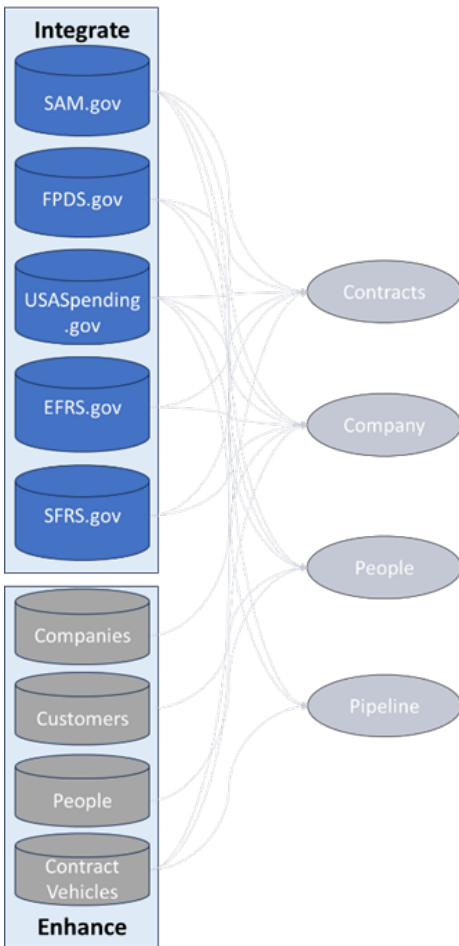 Integrate
SAM.gov
FPDS.gov
USASpending
.gov
EFRS.gov
SFRS.gov
Companies
Customers
People
Contract
Vehicles
Enhance
Contracts
Company
People
Pipeline